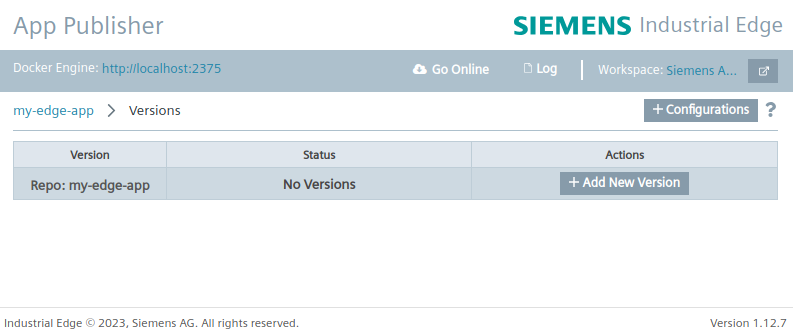 App Publisher
SIEMENS Industrial Edge
Docker Engine: http://localhost:2375
Go Online
Log
Workspace: Siemens A...
my-edge-app > Versions
+ Configurations
?
Version Status Actions
Repo: my-edge-app No Versions + Add New Version
Industrial Edge © 2023, Siemens AG. All rights reserved.
Version 1.12.7